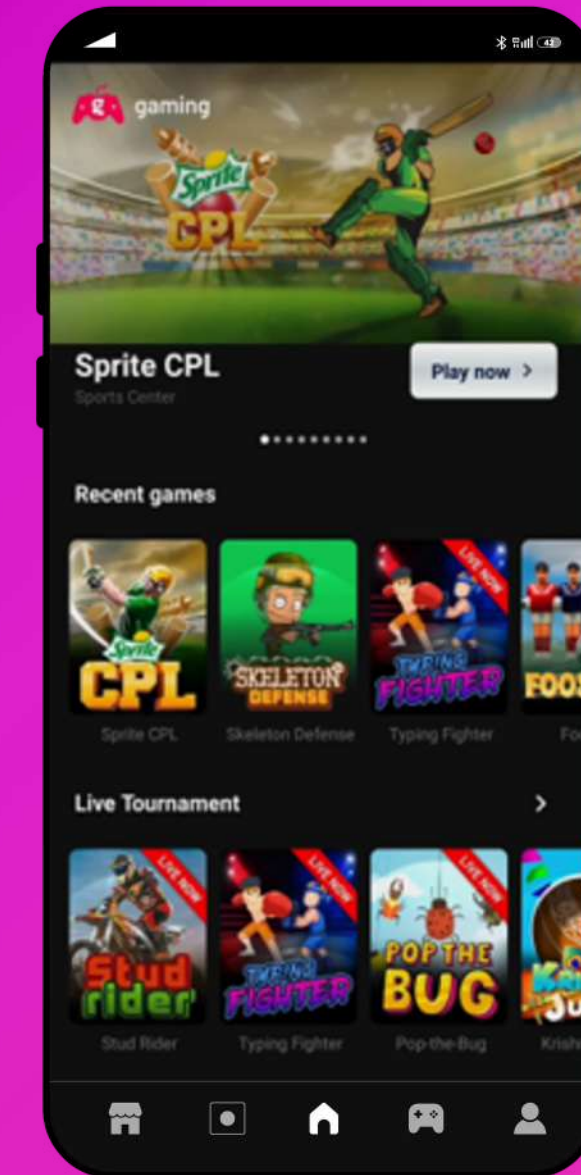 42
g gaming
Sprite
CPL
Sprite CPL
Play now >
Sports Center
Recent games
Sprite
CPL
SKELETON
DEFENSE
LIVE NOW
TYPING
FIGHTER
Sprite CPL
Skeleton Defense
Typing Fighter
Live Tournament
LIVE NOW
Stud
rider
LIVE NOW
TYPING
FIGHTER
LIVE NOW
POP THE
BUG
Stud Rider
Typing Fighter
Pop-the-Bug